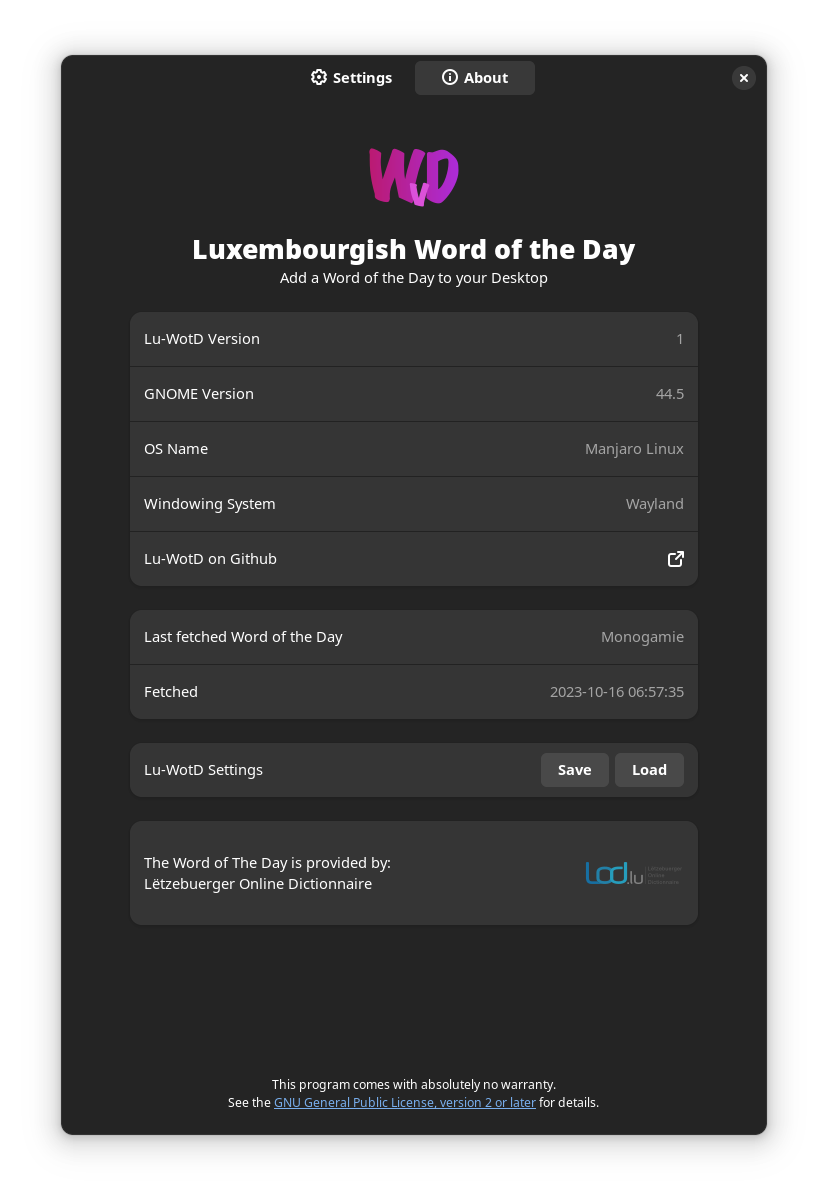 Settings
About
WvD
Luxembourgish Word of the Day
Add a Word of the Day to your Desktop
Lu-WotD Version 1
GNOME Version 44.5
OS Name Manjaro Linux
Windowing System Wayland
Lu-WotD on Github
Last fetched Word of the Day Monogamie
Fetched 2023-10-16 06:57:35
Lu-WotD Settings Save Load
The Word of The Day is provided by:
Lëtzebuerger Online Dictionnaire
Lod.lu
Lëtzebuerger
Online
Dictionnaire
This program comes with absolutely no warranty.
See the GNU General Public License, version 2 or later for details.